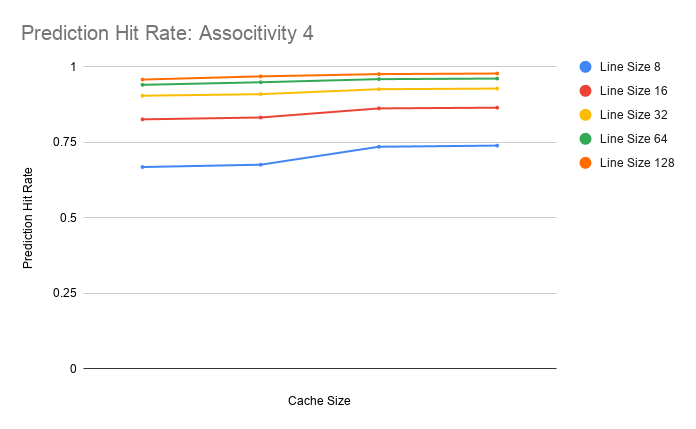 Prediction Hit Rate: Associtivity 4
1
0.75
0.5
0.25
0
Prediction Hit Rate
Cache Size
Line Size 8
Line Size 16
Line Size 32
Line Size 64
Line Size 128